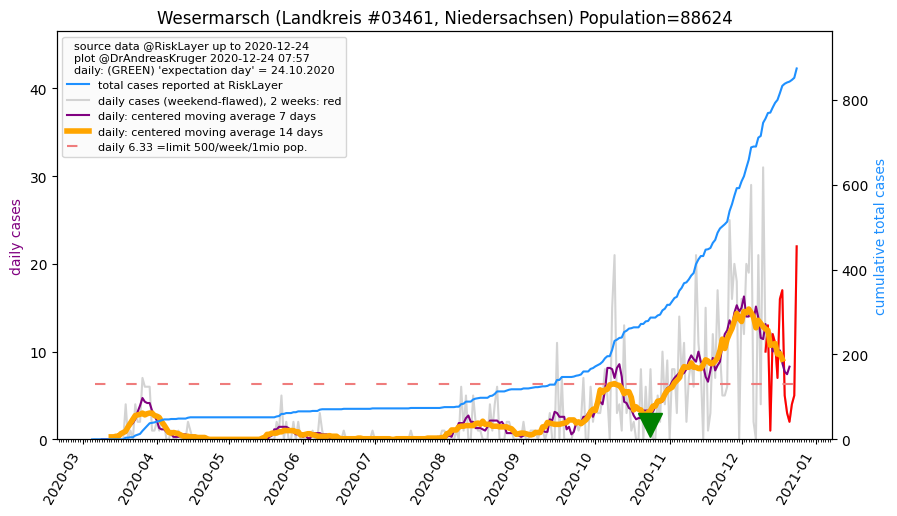 Wesermarsch (Landkreis #03461, Niedersachsen) Population=88624
source data @RiskLayer up to 2020-12-24
plot @DrAndreasKruger 2020-12-24 07:57
daily: (GREEN) 'expectation day' = 24.10.2020
total cases reported at RiskLayer
daily cases (weekend-flawed), 2 weeks: red
daily: centered moving average 7 days
daily: centered moving average 14 days
daily 6.33 =limit 500/week/1mio pop.
daily cases
40
30
20
10
0
cumulative total cases
800
600
400
200
0
2020-03
2020-04
2020-05
2020-06
2020-07
2020-08
2020-09
2020-10
2020-11
2020-12
2021-01